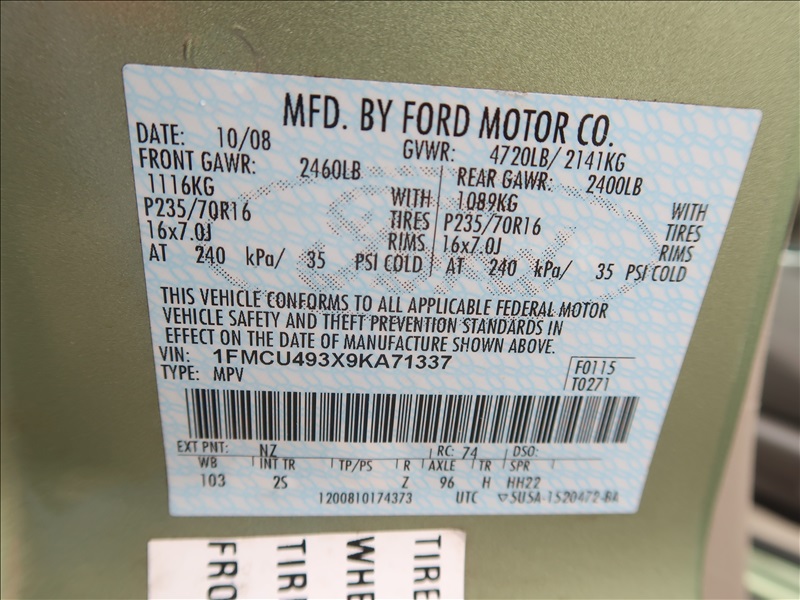 MFD. BY FORD MOTOR CO.
DATE: 10/08 GVWR: 4720LB/ 2141KG
FRONT GAWR: 2460LB REAR GAWR: 2400LB
1116KG WITH 1089KG WITH
P235/70R16 TIRES P235/70R16 TIRES
16x7.0J RIMS 16x7.0J RIMS
AT 240 kPa/ 35 PSI COLD AT 240 kPa/ 35 PSI COLD
THIS VEHICLE CONFORMS TO ALL APPLICABLE FEDERAL MOTOR
VEHICLE SAFETY AND THEFT PREVENTION STANDARDS IN
EFFECT ON THE DATE OF MANUFACTURE SHOWN ABOVE.
VIN: 1FMCU493X9KA71337 F0115
TYPE: MPV T0271
EXT PNT: NZ RC: 74 DSO:
WB INT TR TP/PS R AXLE TR SPR
103 2S Z 96 H HH22
1200810174373 UTC SUSA-1520472-BA
FRO
TIRE
WHE
TIRE